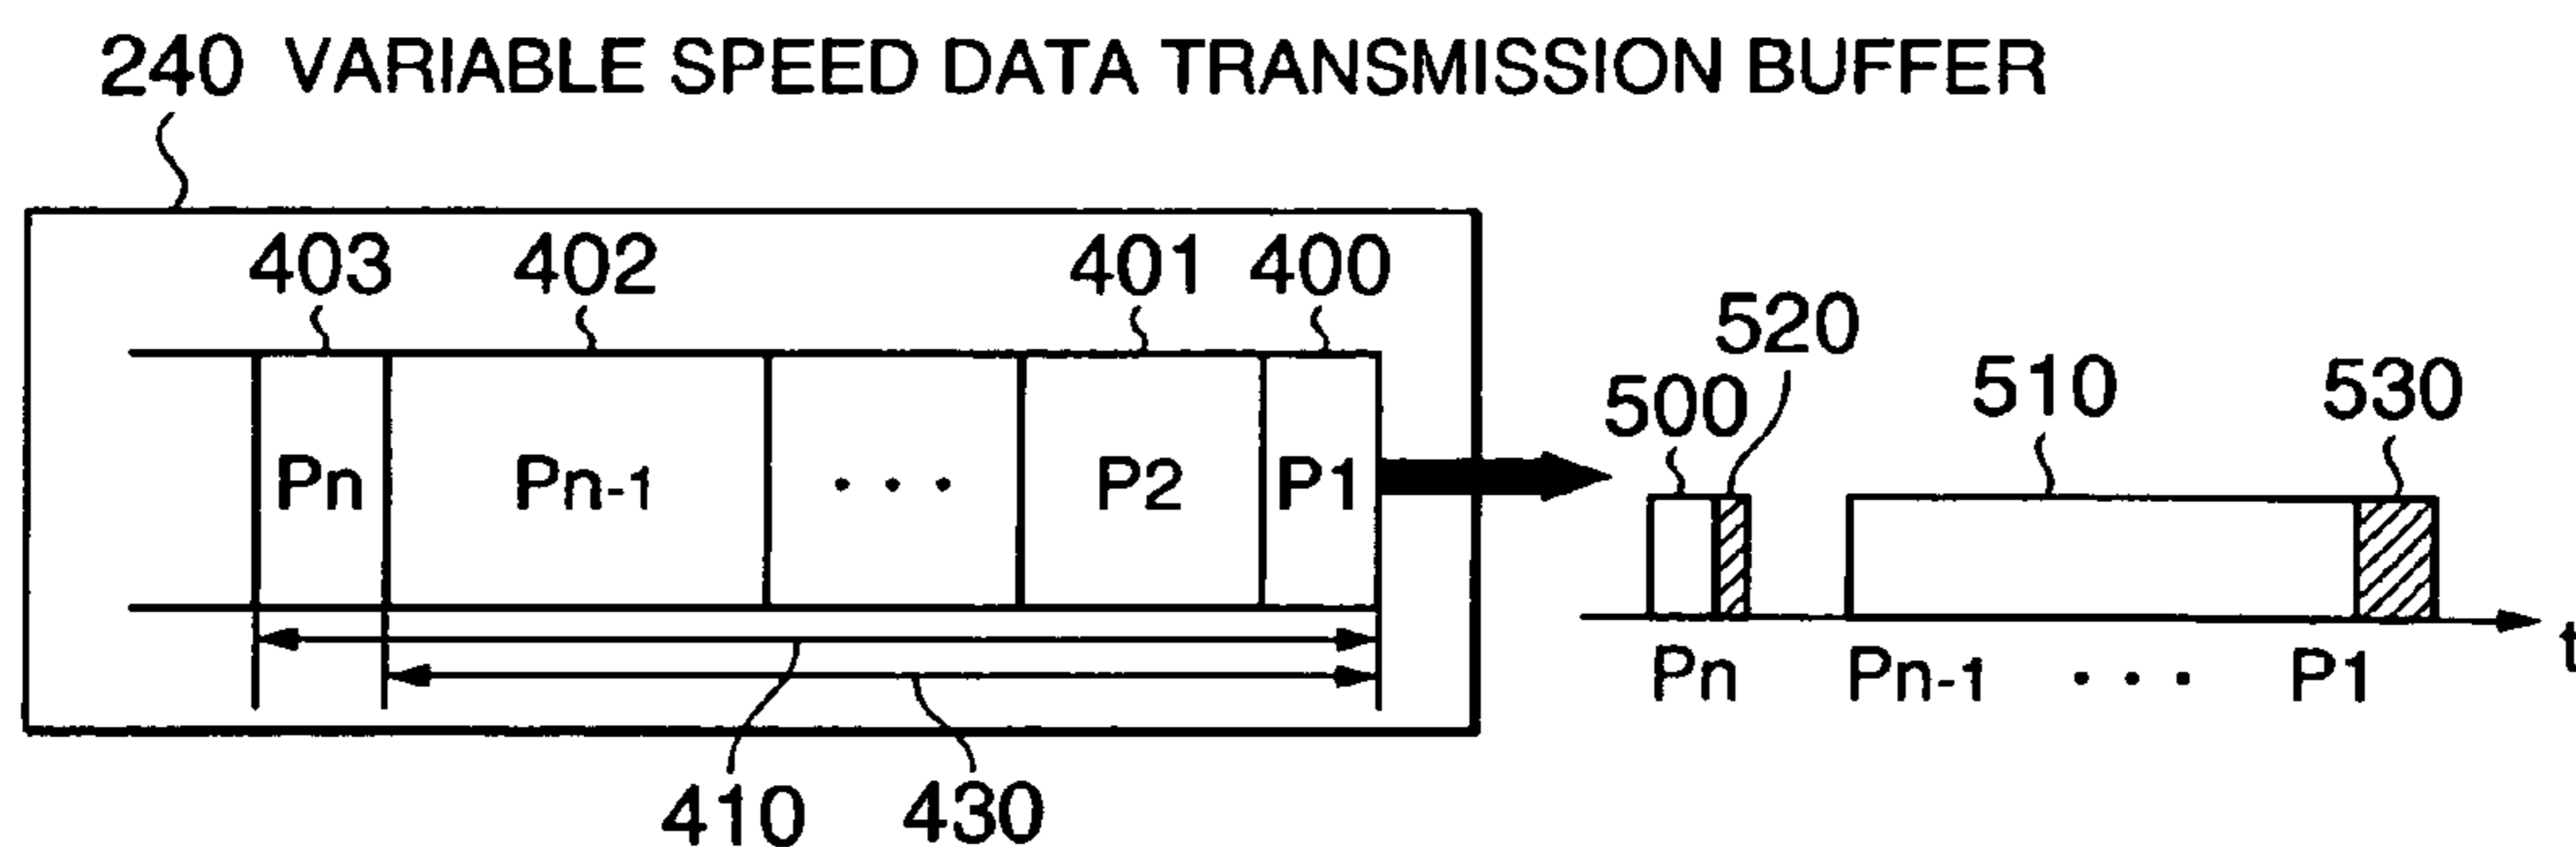 240 VARIABLE SPEED DATA TRANSMISSION BUFFER
403 402 401 400
520
500 510 530
Pn Pn-1 . . . P2 P1
t
Pn Pn-1 . . . P1
410 430